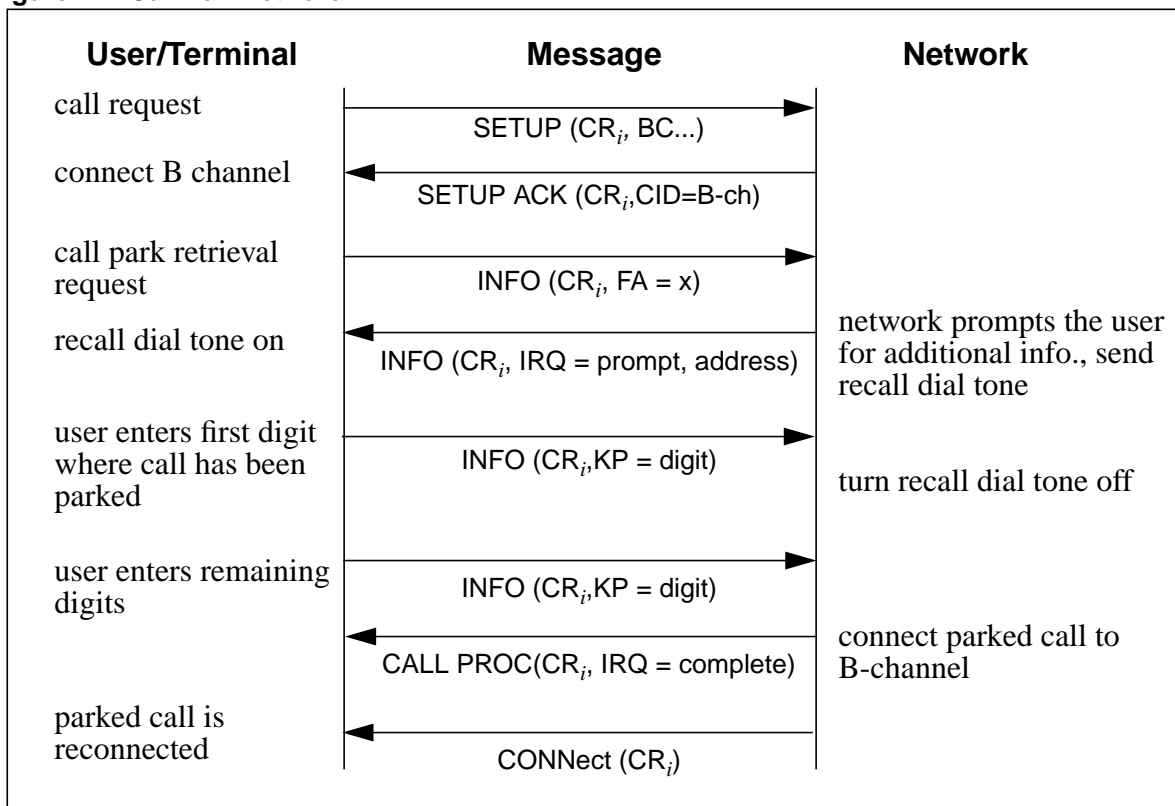 User/Terminal Message Network
call request
SETUP (CRi, BC...)
connect B channel
SETUP ACK (CRi,CID=B-ch)
call park retrieval
request
INFO (CRi, FA = x)
recall dial tone on
INFO (CRi, IRQ = prompt, address)
network prompts the user
for additional info., send
recall dial tone
user enters first digit
where call has been
parked
INFO (CRi,KP = digit)
turn recall dial tone off
user enters remaining
digits
INFO (CRi,KP = digit)
CALL PROC(CRi, IRQ = complete)
connect parked call to
B-channel
parked call is
reconnected
CONNect (CRi)